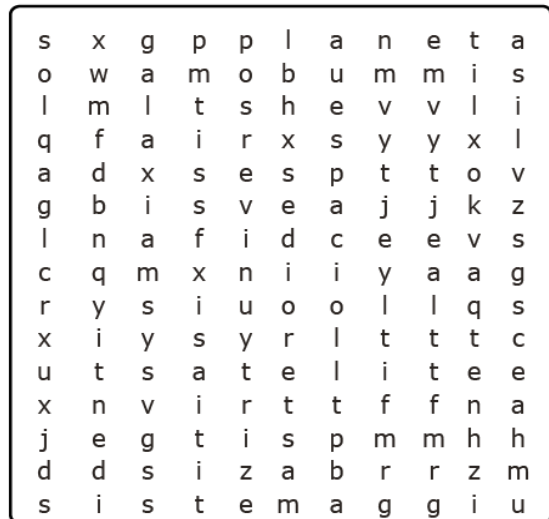 s x g p p l a n e t a
o w a m o b u m m i s
l m l t s h e v v l i
q f a i r x s y y x l
a d x s e s p t t o v
g b i s v e a j j k z
l n a f i d c e e v s
c q m x n i i y a a g
r y s i u o o l l q s
x i y s y r l t t t c
u t s a t e l i t e e
x n v i r t t f f n a
j e g t i s p m m h h
d d s i z a b r r z m
s i s t e m a g g i u